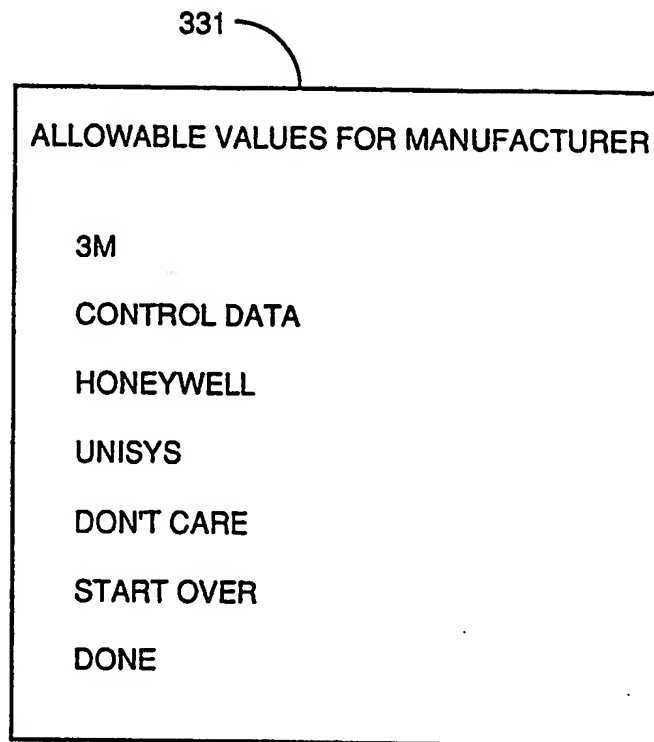 331
ALLOWABLE VALUES FOR MANUFACTURER
3M
CONTROL DATA
HONEYWELL
UNISYS
DON'T CARE
START OVER
DONE